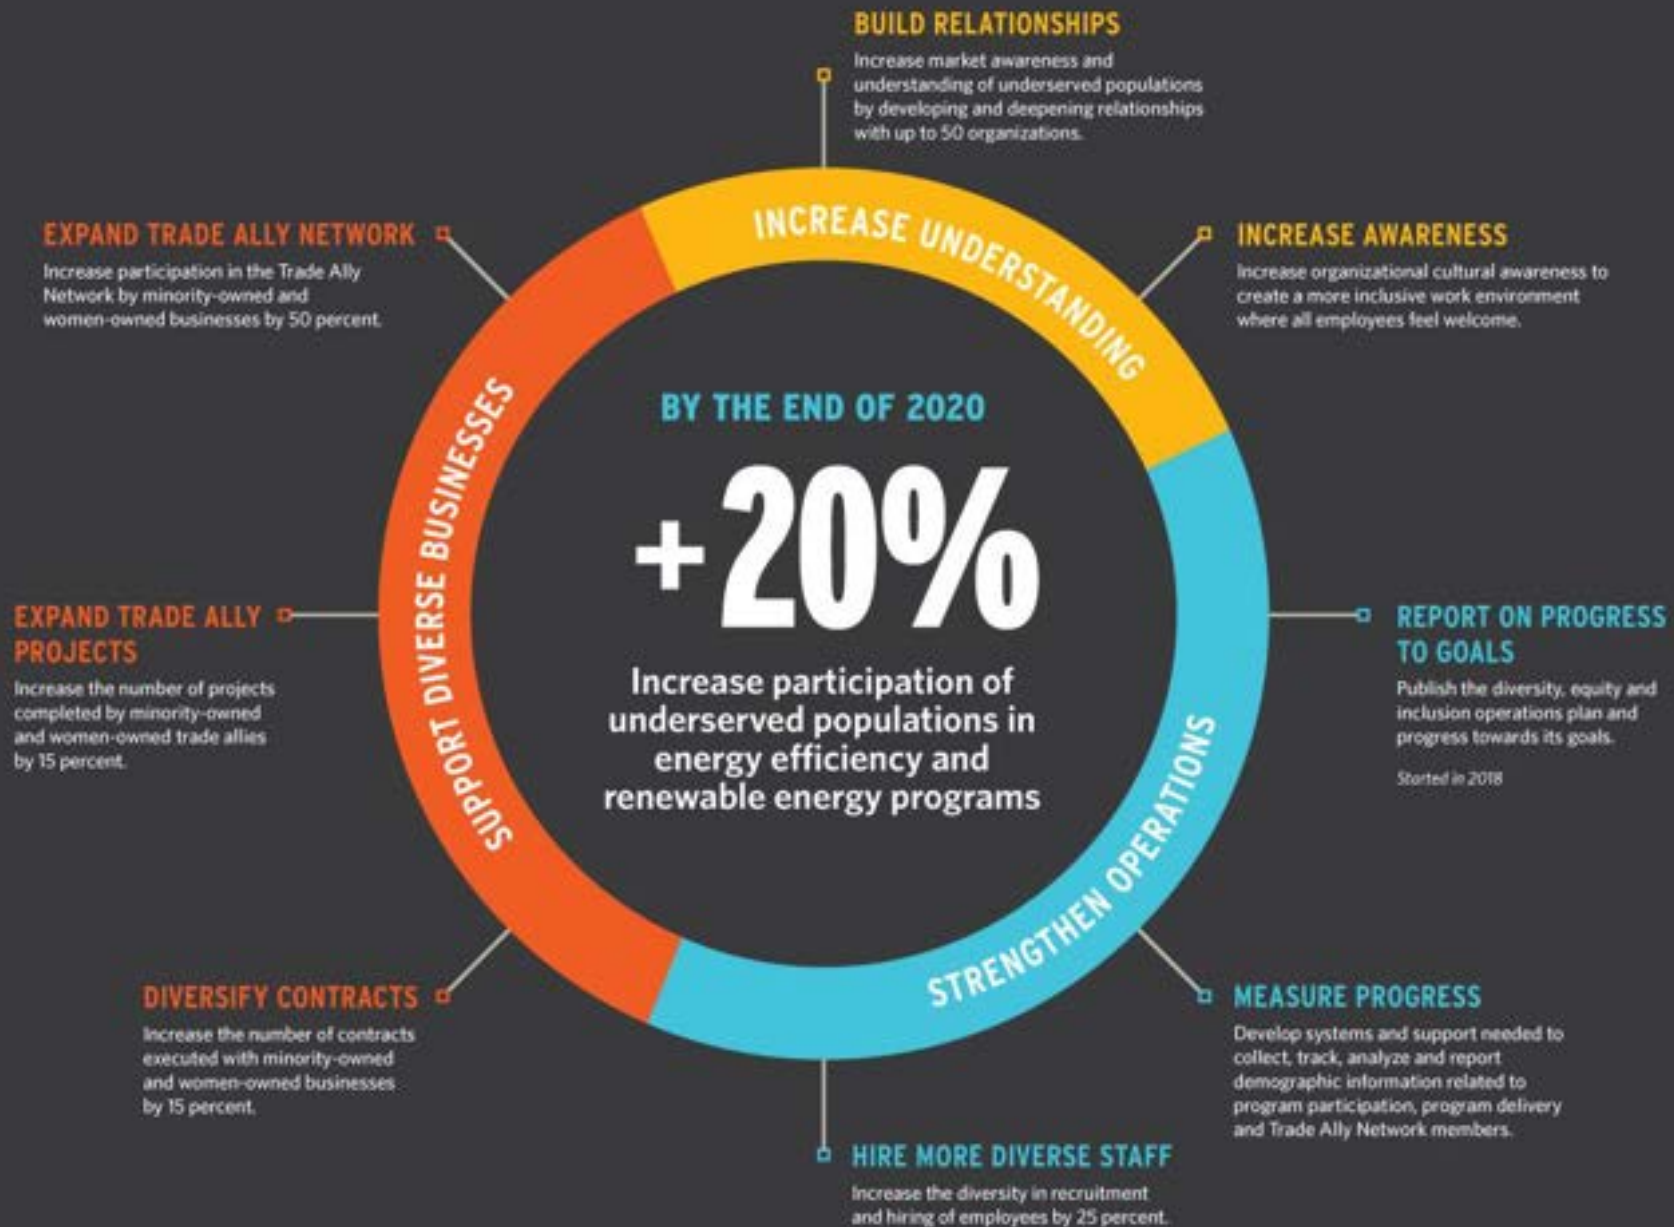 BUILD RELATIONSHIPS
Increase market awareness and
understanding of underserved populations
by developing and deepening relationships
with up to 50 organizations.
EXPAND TRADE ALLY NETWORK
Increase participation in the Trade Ally
Network by minority-owned and
women-owned businesses by 50 percent.
INCREASE UNDERSTANDING
INCREASE AWARENESS
Increase organizational cultural awareness to
create a more inclusive work environment
where all employees feel welcome.
SUPPORT DIVERSE BUSINESSES
BY THE END OF 2020
+20%
Increase participation of
underserved populations in
energy efficiency and
renewable energy programs
EXPAND TRADE ALLY
PROJECTS
Increase the number of projects
completed by minority-owned
and women-owned trade allies
by 15 percent.
REPORT ON PROGRESS
TO GOALS
Publish the diversity, equity and
inclusion operations plan and
progress towards its goals.
Started in 2018
STRENGTHEN OPERATIONS
DIVERSIFY CONTRACTS
Increase the number of contracts
executed with minority-owned
and women-owned businesses
by 15 percent.
MEASURE PROGRESS
Develop systems and support needed to
collect, track, analyze and report
demographic information related to
program participation, program delivery
and Trade Ally Network members.
HIRE MORE DIVERSE STAFF
Increase the diversity in recruitment
and hiring of employees by 25 percent.